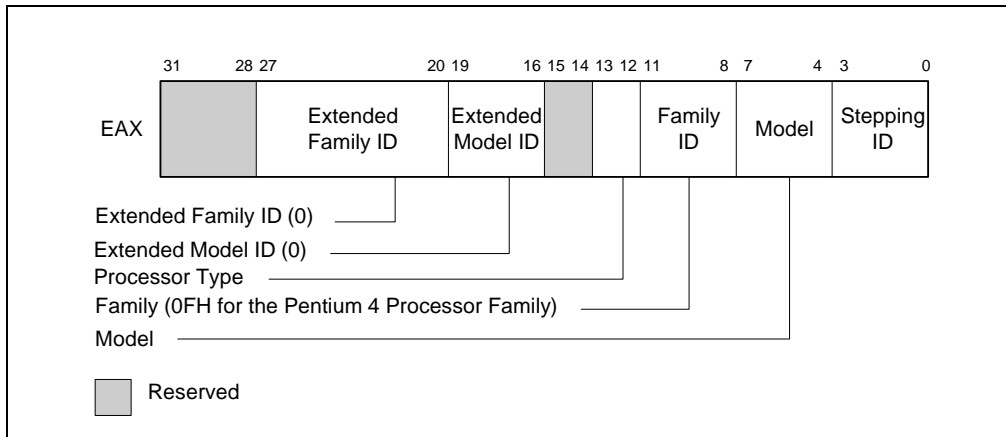 31 28 27 20 19 16 15 14 13 12 11 8 7 4 3 0
EAX
Extended
Family ID
Extended
Model ID
Family
ID
Model
Stepping
ID
Extended Family ID (0)
Extended Model ID (0)
Processor Type
Family (0FH for the Pentium 4 Processor Family)
Model
Reserved